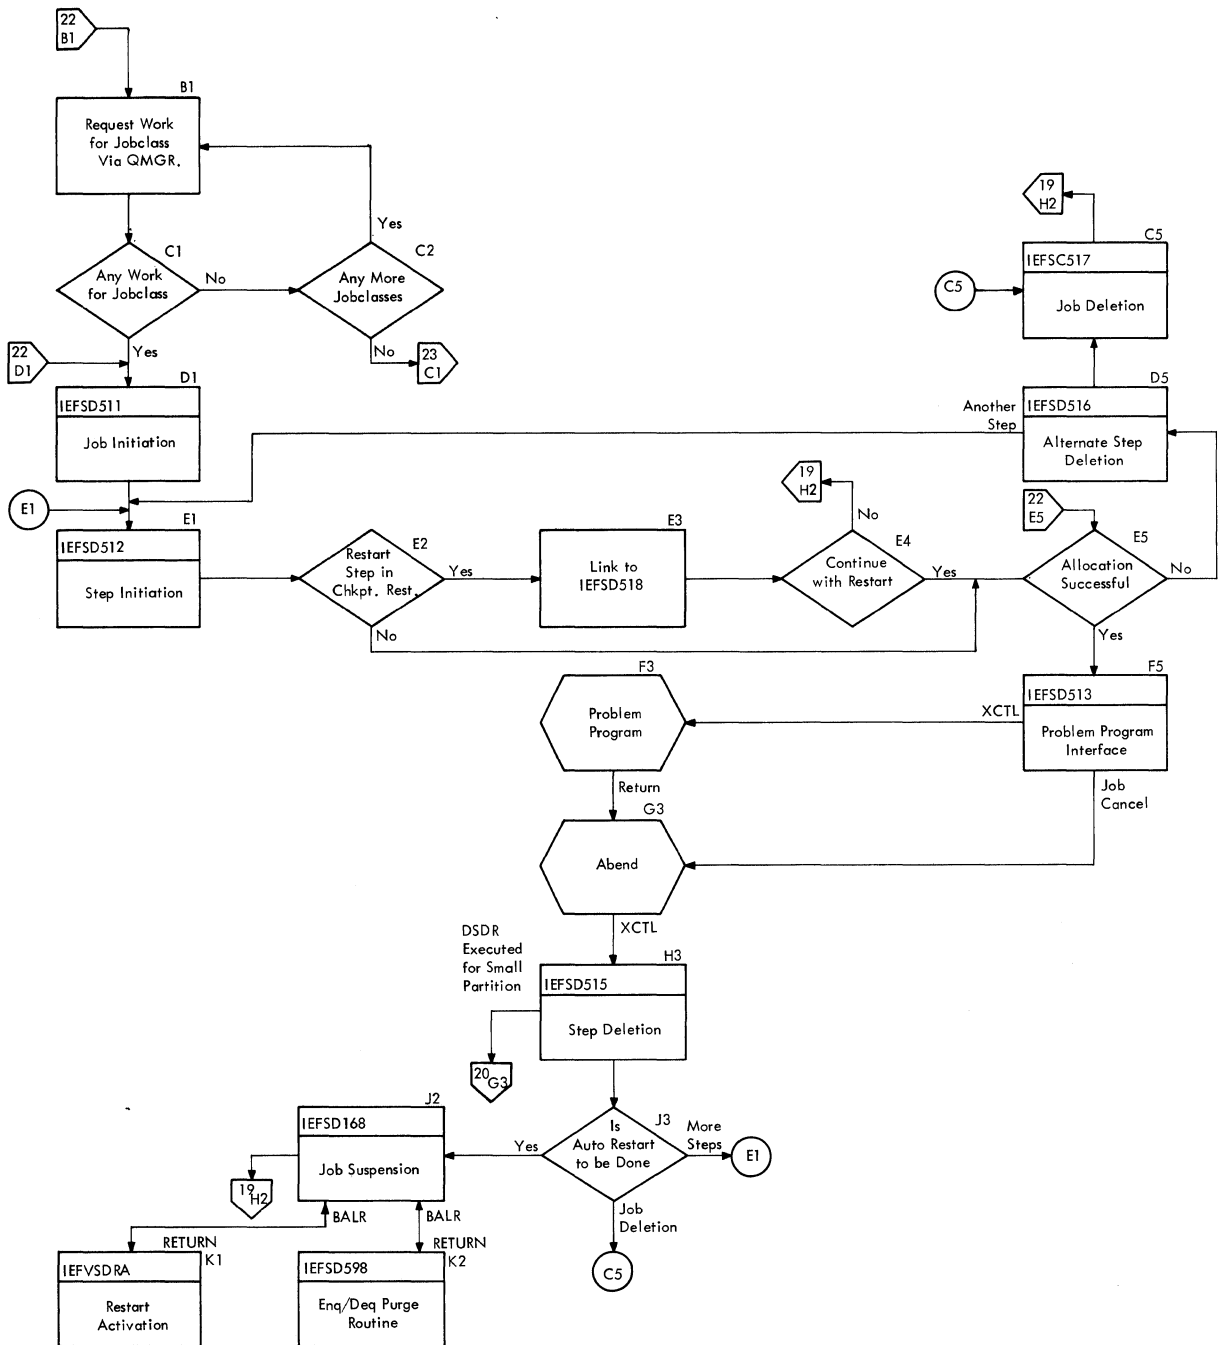 22
B1
B1
Request Work
for Jobclass
Via QMGR.
Yes
19
H2
C1
C2
C5
Any Work
for Jobclass
No
Any More
Jobclasses
IEFSC517
C5
Job Deletion
22
D1
Yes
No
23
C1
D1
D5
IEFSD511
Job Initiation
Another
Step
IEFSD516
Alternate Step
Deletion
19
H2
22
E5
E1
E1
No
IEFSD512
Step Initiation
E2
Restart
Step in
Chkpt. Rest.
Yes
No
E3
Link to
IEFSD518
E4
Continue
with Restart
Yes
E5
Allocation
Successful
No
Yes
F3
F5
Problem
Program
XCTL
IEFSD513
Problem Program
Interface
Return
Job
Cancel
G3
Abend
XCTL
DSDR
Executed
for Small
Partition
H3
IEFSD515
Step Deletion
20
G3
J2
IEFSD168
Job Suspension
Yes
J3
Is
Auto Restart
to be Done
More
Steps
E1
19
H2
BALR
BALR
Job
Deletion
RETURN
K1
RETURN
K2
C5
IEFVSDRA
Restart
Activation
IEFSD598
Enq/Deq Purge
Routine